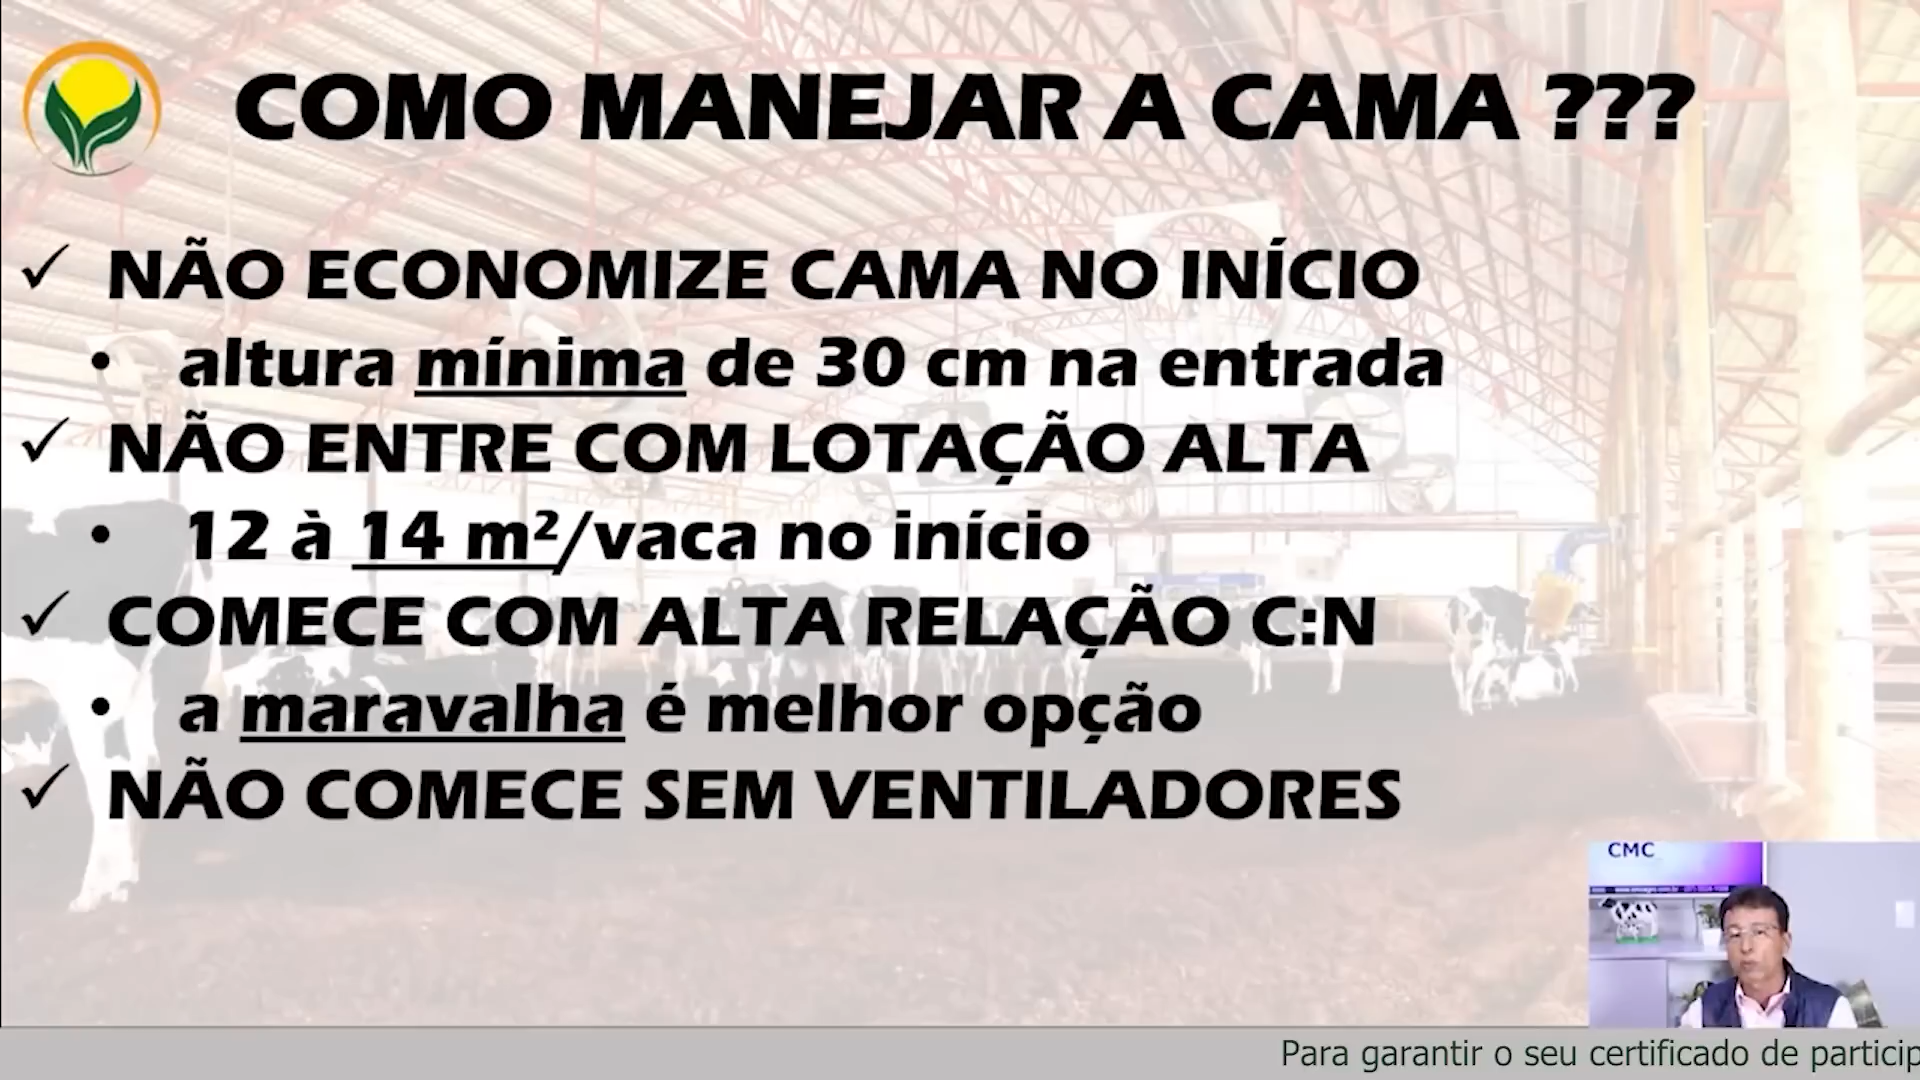 COMO MANEJAR A CAMA ???
✓ NÃO ECONOMIZE CAMA NO INÍCIO
• altura mínima de 30 cm na entrada
✓ NÃO ENTRE COM LOTAÇÃO ALTA
• 12 à 14 m²/vaca no início
✓ COMECE COM ALTA RELAÇÃO C:N
• a maravalha é melhor opção
✓ NÃO COMECE SEM VENTILADORES
CMC
Para garantir o seu certificado de particip